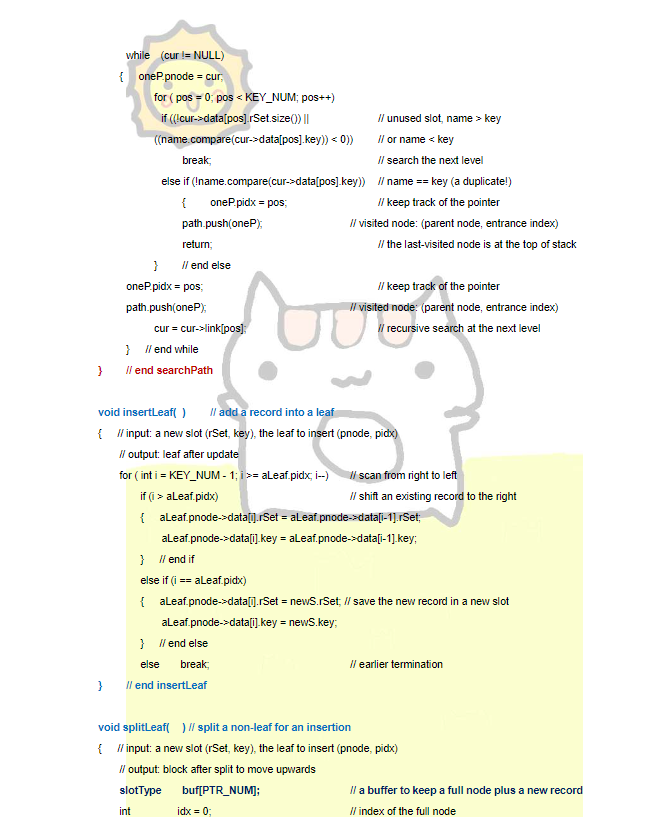 while (cur != NULL)
{ oneP.pnode = cur;
for ( pos = 0; pos < KEY_NUM; pos++)
if ((!cur->data[pos].rSet.size()) || // unused slot, name > key
((name.compare(cur->data[pos].key)) < 0)) // or name < key
break; // search the next level
else if (!name.compare(cur->data[pos].key)) // name == key (a duplicate!)
{ oneP.pidx = pos; // keep track of the pointer
path.push(oneP); // visited node: (parent node, entrance index)
return; // the last-visited node is at the top of stack
} // end else
oneP.pidx = pos; // keep track of the pointer
path.push(oneP); // visited node: (parent node, entrance index)
cur = cur->link[pos]; // recursive search at the next level
} // end while
} // end searchPath
void insertLeaf( ) // add a record into a leaf
{ // input: a new slot (rSet, key), the leaf to insert (pnode, pidx)
// output: leaf after update
for ( int i = KEY_NUM - 1; i >= aLeaf.pidx; i--) // scan from right to left
if (i > aLeaf.pidx) // shift an existing record to the right
{ aLeaf.pnode->data[i].rSet = aLeaf.pnode->data[i-1].rSet;
aLeaf.pnode->data[i].key = aLeaf.pnode->data[i-1].key;
} // end if
else if (i == aLeaf.pidx)
{ aLeaf.pnode->data[i].rSet = newS.rSet; // save the new record in a new slot
aLeaf.pnode->data[i].key = newS.key;
} // end else
else break; // earlier termination
} // end insertLeaf
void splitLeaf( ) // split a non-leaf for an insertion
{ // input: a new slot (rSet, key), the leaf to insert (pnode, pidx)
// output: block after split to move upwards
slotType buf[PTR_NUM]; // a buffer to keep a full node plus a new record
int idx = 0; // index of the full node